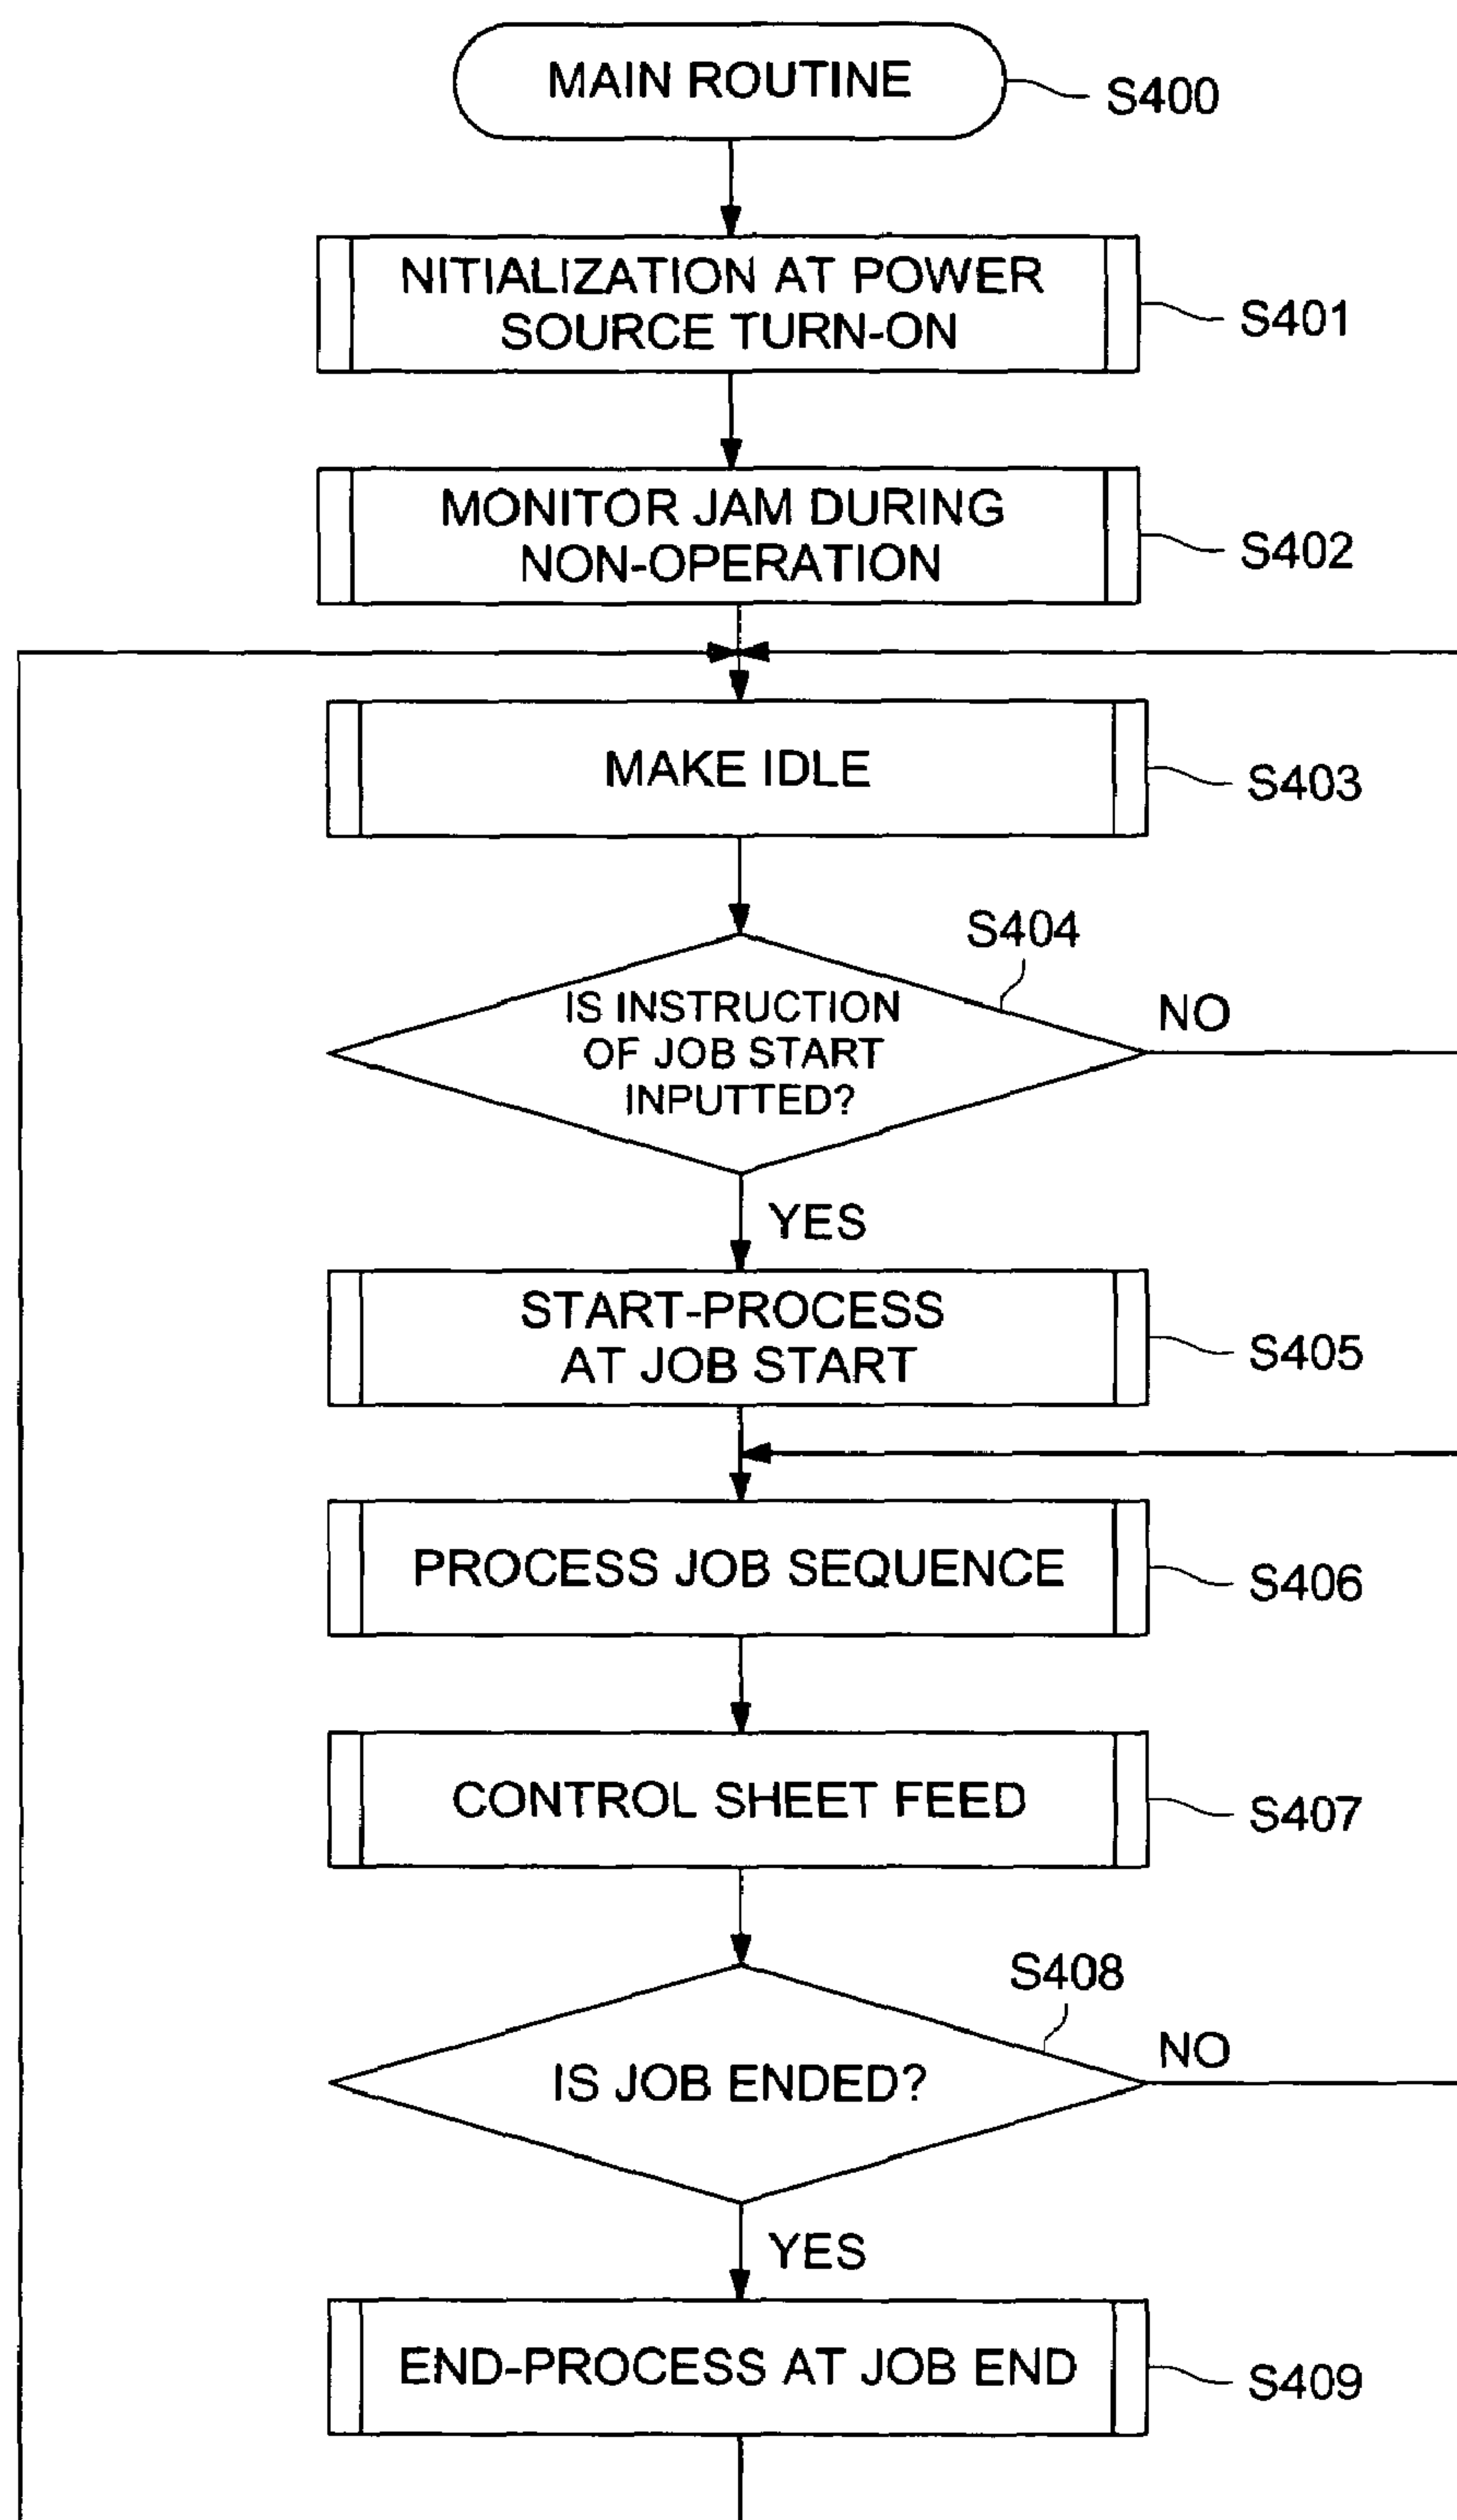 MAIN ROUTINE
S400
NITIALIZATION AT POWER
SOURCE TURN-ON
S401
MONITOR JAM DURING
NON-OPERATION
S402
MAKE IDLE
S403
S404
IS INSTRUCTION
OF JOB START
INPUTTED?
NO
YES
START-PROCESS
AT JOB START
S405
PROCESS JOB SEQUENCE
S406
CONTROL SHEET FEED
S407
S408
IS JOB ENDED?
NO
YES
END-PROCESS AT JOB END
S409